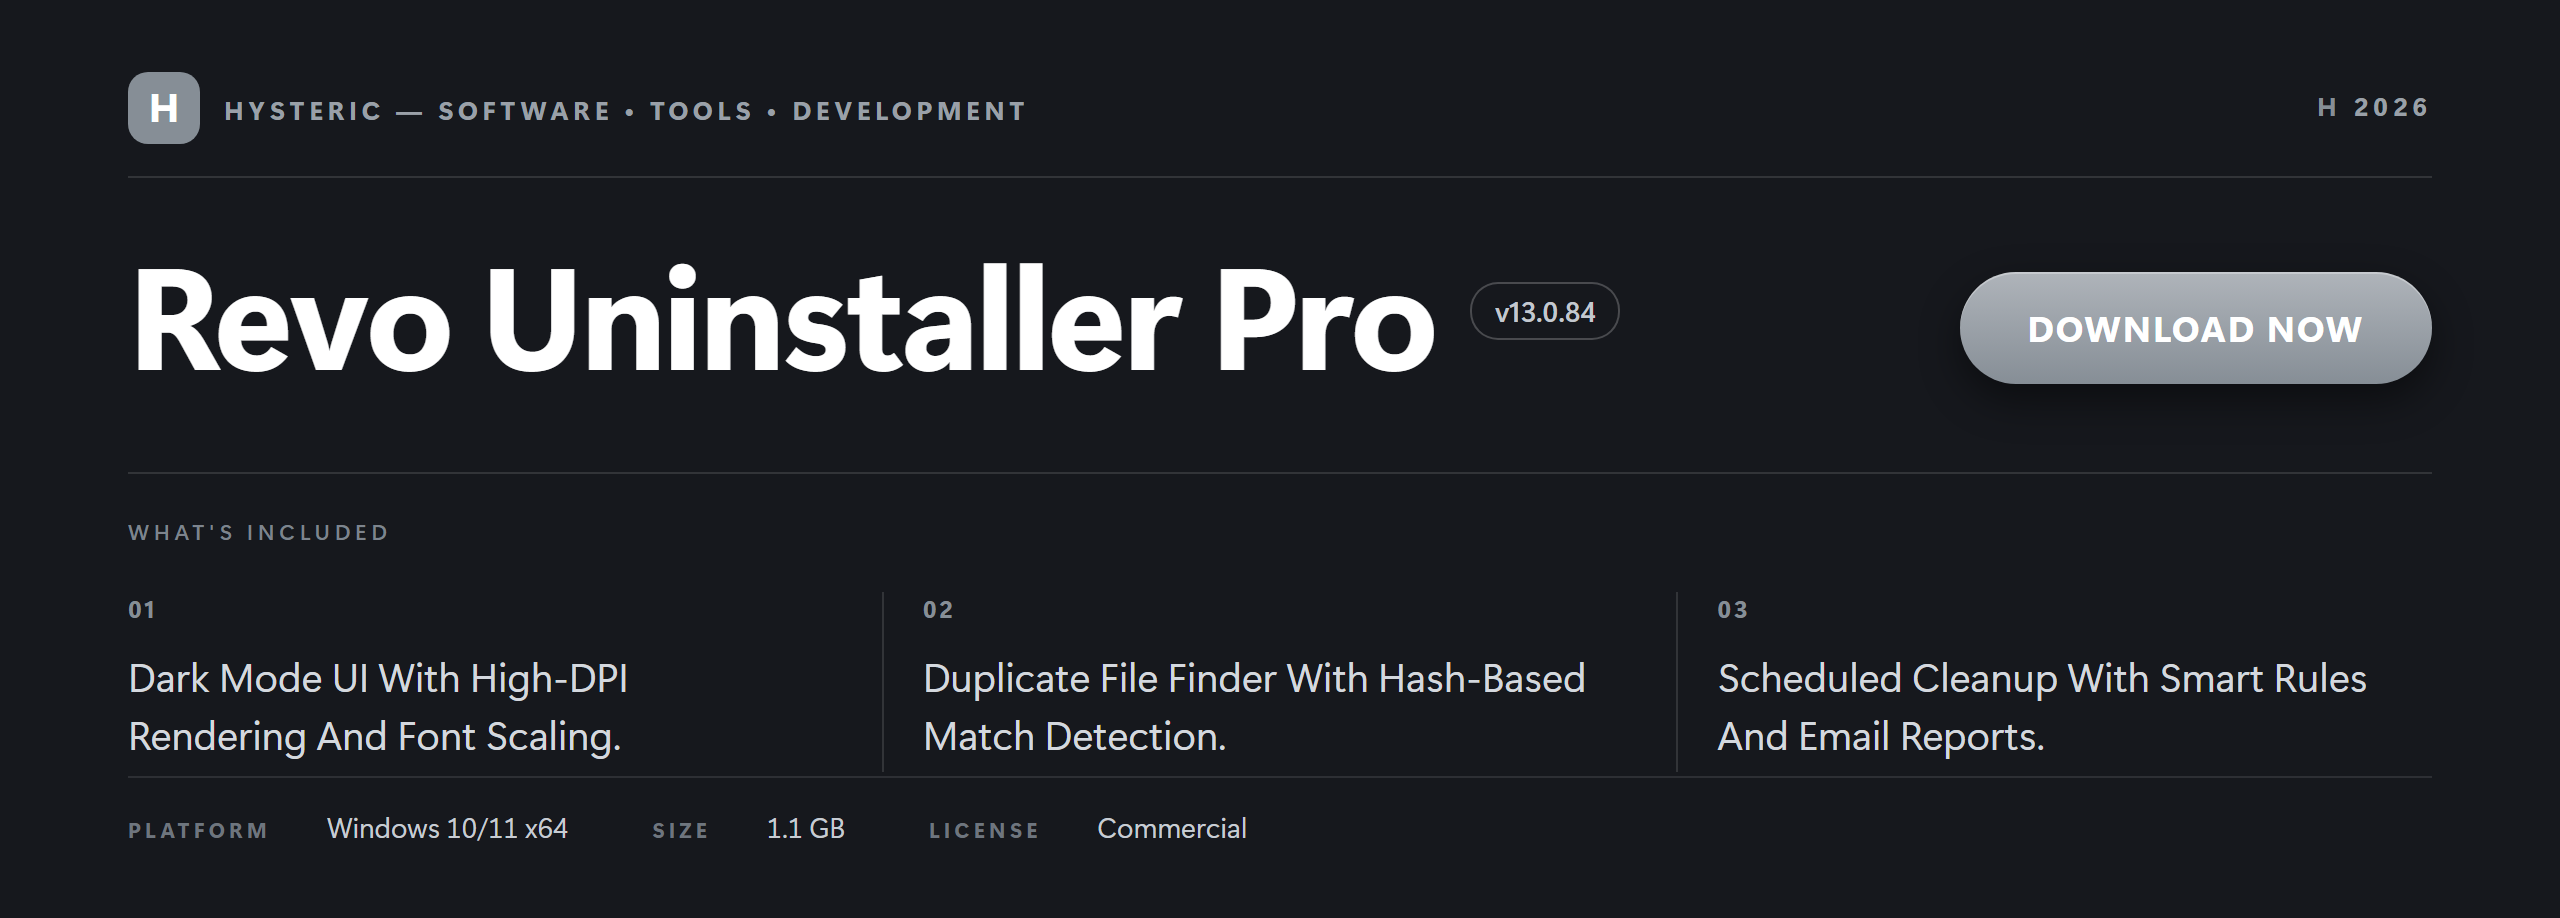 H
HYSTERIC — SOFTWARE • TOOLS • DEVELOPMENT
H 2026
Revo Uninstaller Pro
v13.0.84
DOWNLOAD NOW
WHAT'S INCLUDED
01
Dark Mode UI With High-DPI
Rendering And Font Scaling.
02
Duplicate File Finder With Hash-Based
Match Detection.
03
Scheduled Cleanup With Smart Rules
And Email Reports.
PLATFORM Windows 10/11 x64 SIZE 1.1 GB LICENSE Commercial